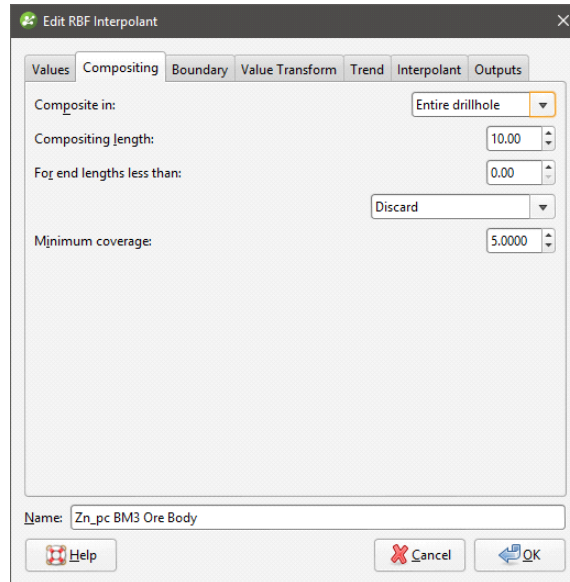 Edit RBF Interpolant
Values Compositing Boundary Value Transform Trend Interpolant Outputs
Composite in: Entire drillhole
Compositing length: 10.00
For end lengths less than: 0.00
Discard
Minimum coverage: 5.0000
Name: Zn_pc BM3 Ore Body
Help Cancel OK